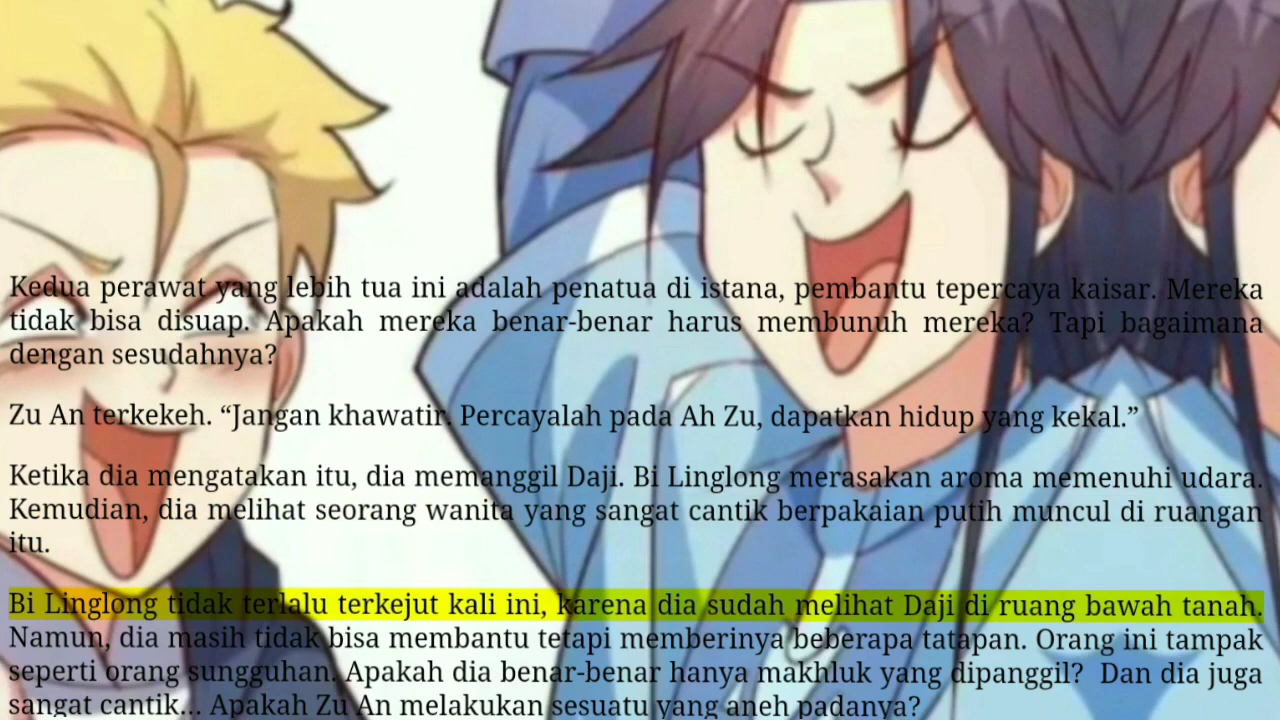 Kedua perawat yang lebih tua ini adalah penatua di istana, pembantu tepercaya kaisar. Mereka
tidak bisa disuap. Apakah mereka benar-benar harus membunuh mereka? Tapi bagaimana
dengan sesudahnya?
Zu An terkekeh. “Jangan khawatir. Percayalah pada Ah Zu, dapatkan hidup yang kekal.”
Ketika dia mengatakan itu, dia memanggil Daji. Bi Linglong merasakan aroma memenuhi udara.
Kemudian, dia melihat seorang wanita yang sangat cantik berpakaian putih muncul di ruangan
itu.
Bi Linglong tidak terlalu terkejut kali ini, karena dia sudah melihat Daji di ruang bawah tanah.
Namun, dia masih tidak bisa membantu tetapi memberinya beberapa tatapan. Orang ini tampak
seperti orang sungguhan. Apakah dia benar-benar hanya makhluk yang dipanggil? Dan dia juga
sangat cantik... Apakah Zu An melakukan sesuatu yang aneh padanya?